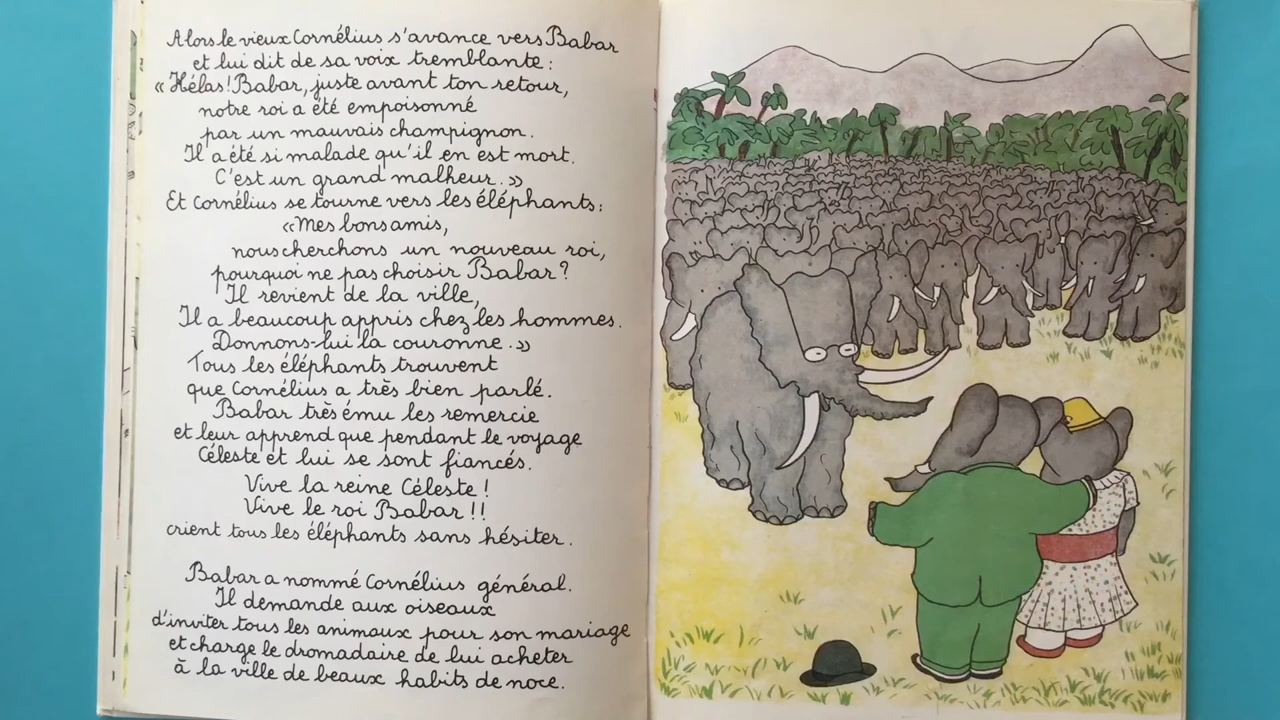 Alors le vieux Cornélius s'avance vers Babar
et lui dit de sa voix tremblante :
« Hélas ! Babar, juste avant ton retour,
notre roi a été empoisonné
par un mauvais champignon.
Il a été si malade qu'il en est mort.
C'est un grand malheur. »
Et Cornélius se tourne vers les éléphants :
« Mes bons amis,
nous cherchons un nouveau roi,
pourquoi ne pas choisir Babar ?
Il revient de la ville,
Il a beaucoup appris chez les hommes.
Donnons-lui la couronne. »
Tous les éléphants trouvent
que Cornélius a très bien parlé.
Babar très ému les remercie
et leur apprend que pendant le voyage
Céleste et lui se sont fiancés.
Vive la reine Céleste !
Vive le roi Babar !!
crient tous les éléphants sans hésiter.
Babar a nommé Cornélius général.
Il demande aux oiseaux
d'inviter tous les animaux pour son mariage
et charge le dromadaire de lui acheter
à la ville de beaux habits de noce.